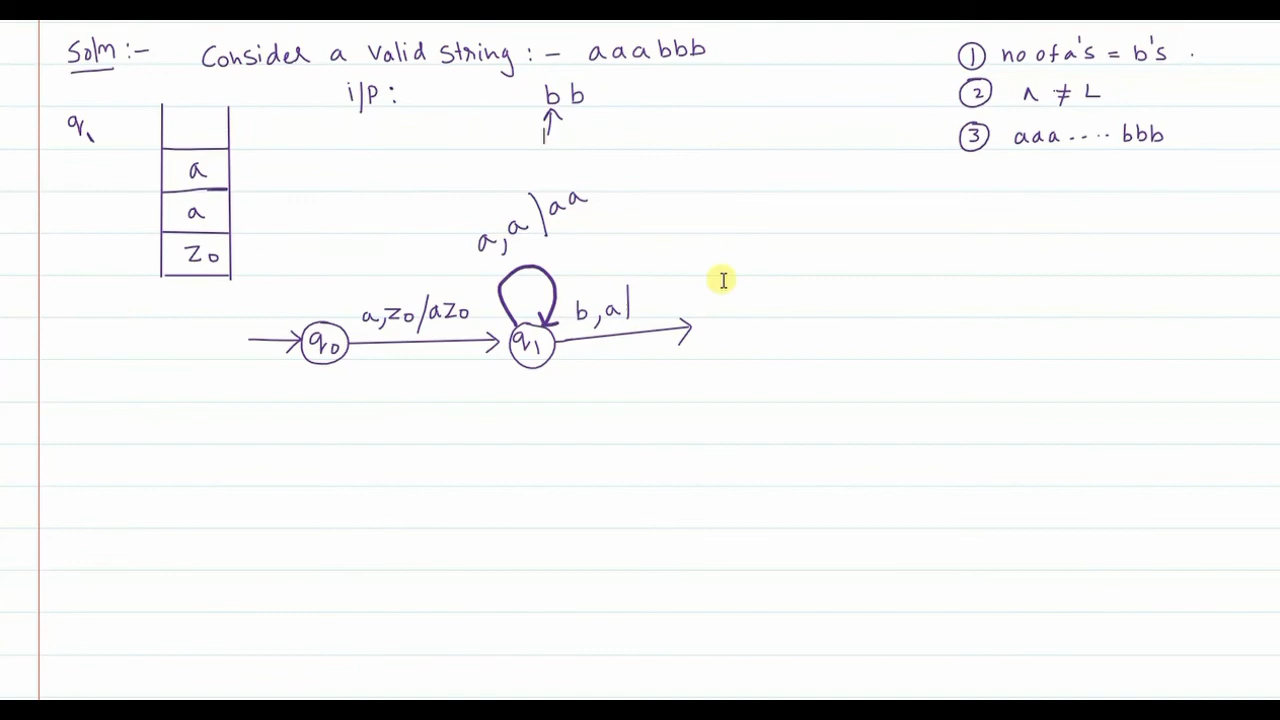 Soln :- Consider a valid string :- aaabbb
① no of a's = b's .
i/p : bb
② ∧ ≠ L
q₁
③ aaa .... bbb
a
a
z₀
a, a | aa
a, z₀ / az₀
b, a |
q₀
q₁